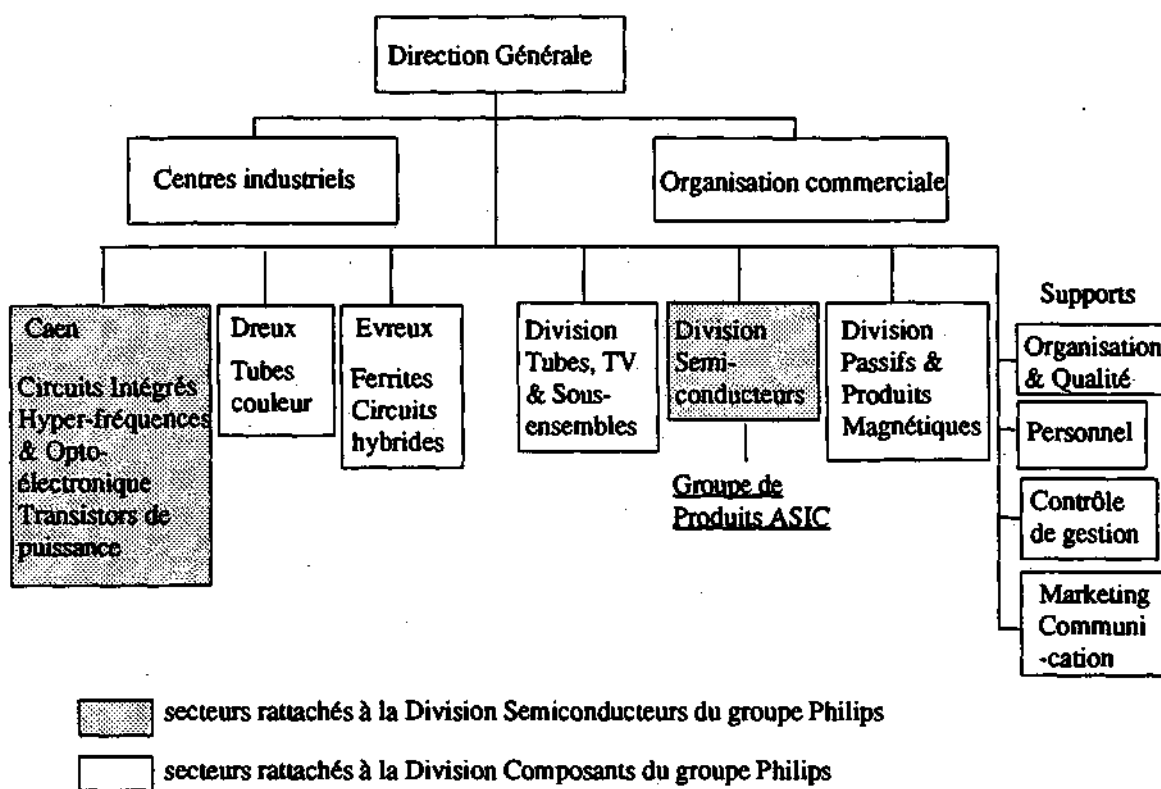 Direction Générale
Centres industriels
Organisation commerciale
Caen
Circuits Intégrés
Hyper-fréquences
& Opto-
électronique
Transistors de
puissance
Dreux
Tubes
couleur
Evreux
Ferrites
Circuits
hybrides
Division
Tubes, TV
& Sous-
ensembles
Division
Semi-
conducteurs
Groupe de
Produits ASIC
Division
Passifs &
Produits
Magnétiques
Supports
Organisation
& Qualité
Personnel
Contrôle
de gestion
Marketing
Communi
-cation
secteurs rattachés à la Division Semiconducteurs du groupe Philips
secteurs rattachés à la Division Composants du groupe Philips